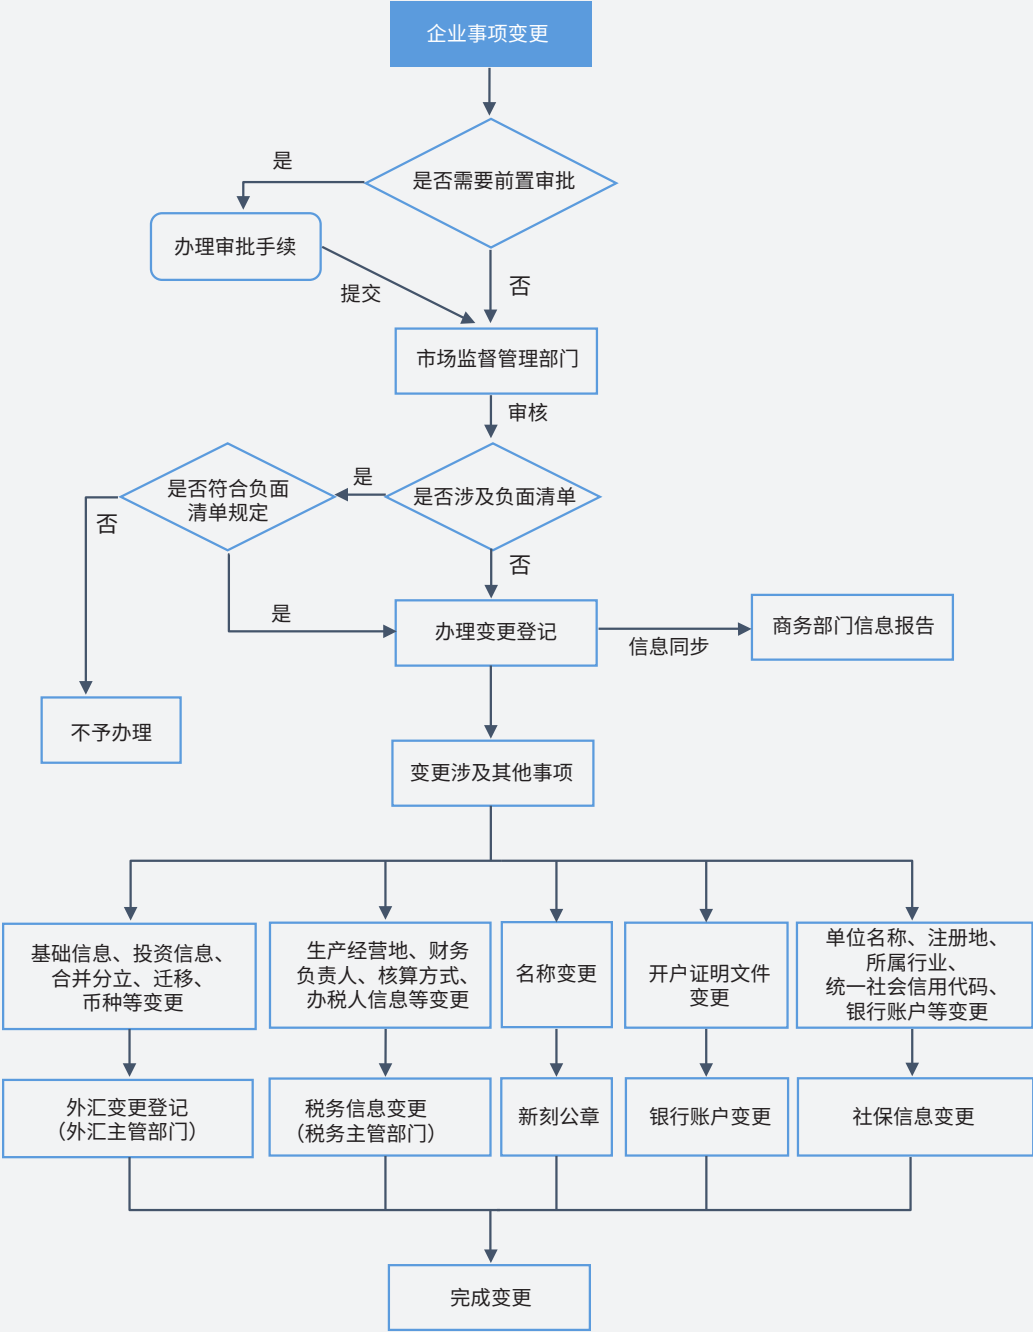 企业事项变更
是
是否需要前置审批
办理审批手续
提交
否
市场监督管理部门
审核
是否符合负面
清单规定
是
是否涉及负面清单
否
否
是
办理变更登记
信息同步
商务部门信息报告
不予办理
变更涉及其他事项
基础信息、投资信息、
合并分立、迁移、
币种等变更
生产经营地、财务
负责人、核算方式、
办税人信息等变更
名称变更
开户证明文件
变更
单位名称、注册地、
所属行业、
统一社会信用代码、
银行账户等变更
外汇变更登记
（外汇主管部门）
税务信息变更
（税务主管部门）
新刻公章
银行账户变更
社保信息变更
完成变更